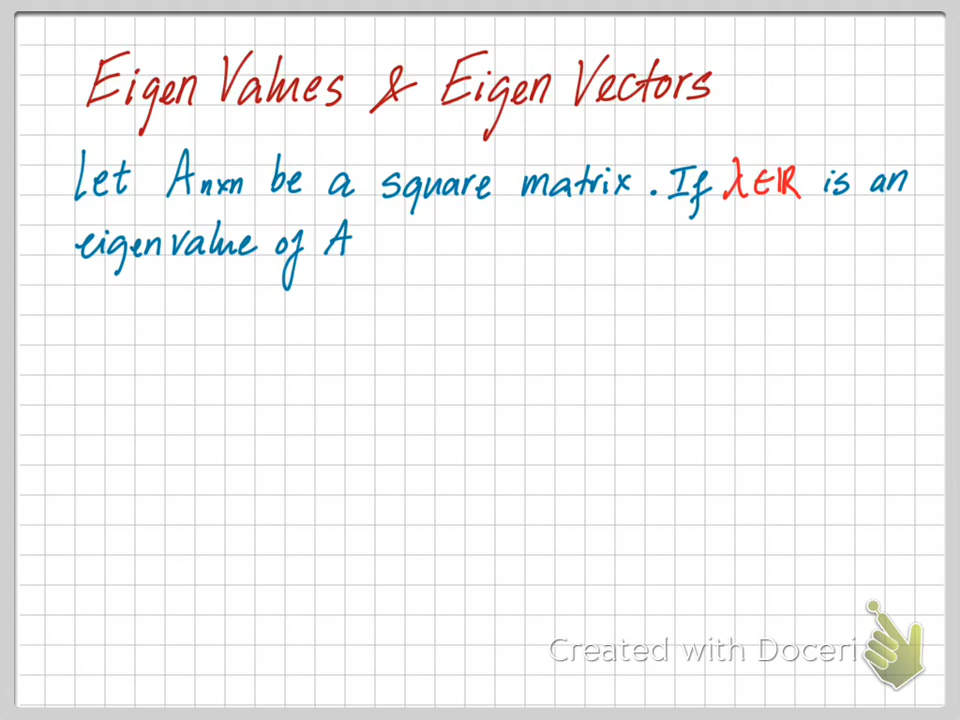 Eigen Values & Eigen Vectors
Let Anxn be a square matrix. If λ∈ℝ is an
eigenvalue of A
Created with Doceri